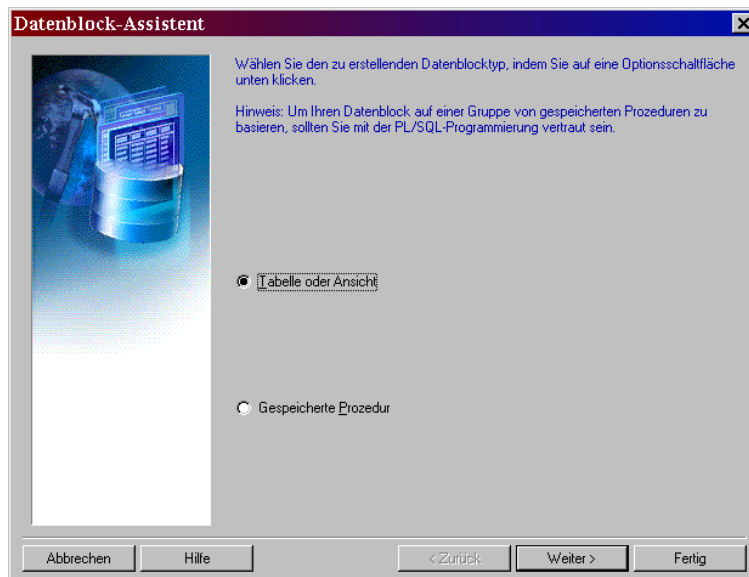 Datenblock-Assistent
Wählen Sie den zu erstellenden Datenblocktyp, indem Sie auf eine Optionsschaltfläche
unten klicken.
Hinweis: Um Ihren Datenblock auf einer Gruppe von gespeicherten Prozeduren zu
basieren, sollten Sie mit der PL/SQL-Programmierung vertraut sein.
Tabelle oder Ansicht
Gespeicherte Prozedur
Abbrechen
Hilfe
< Zurück
Weiter >
Fertig